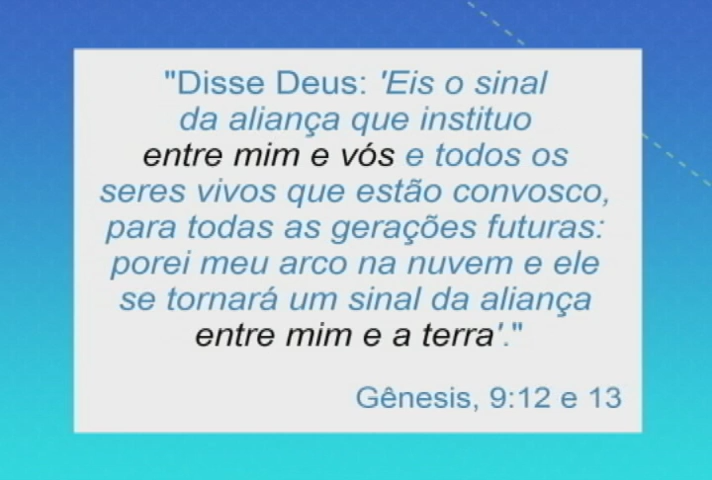 "Disse Deus: 'Eis o sinal
da aliança que instituo
entre mim e vós e todos os
seres vivos que estão convosco,
para todas as gerações futuras:
porei meu arco na nuvem e ele
se tornará um sinal da aliança
entre mim e a terra'."
Gênesis, 9:12 e 13